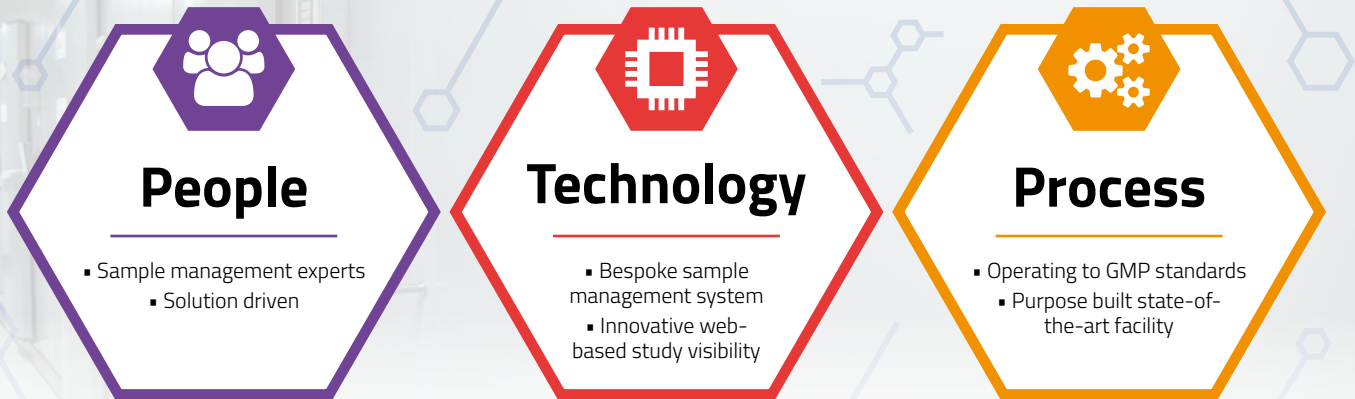 People
▪ Sample management experts
▪ Solution driven
Technology
▪ Bespoke sample
management system
▪ Innovative web-
based study visibility
Process
▪ Operating to GMP standards
▪ Purpose built state-of-
the-art facility